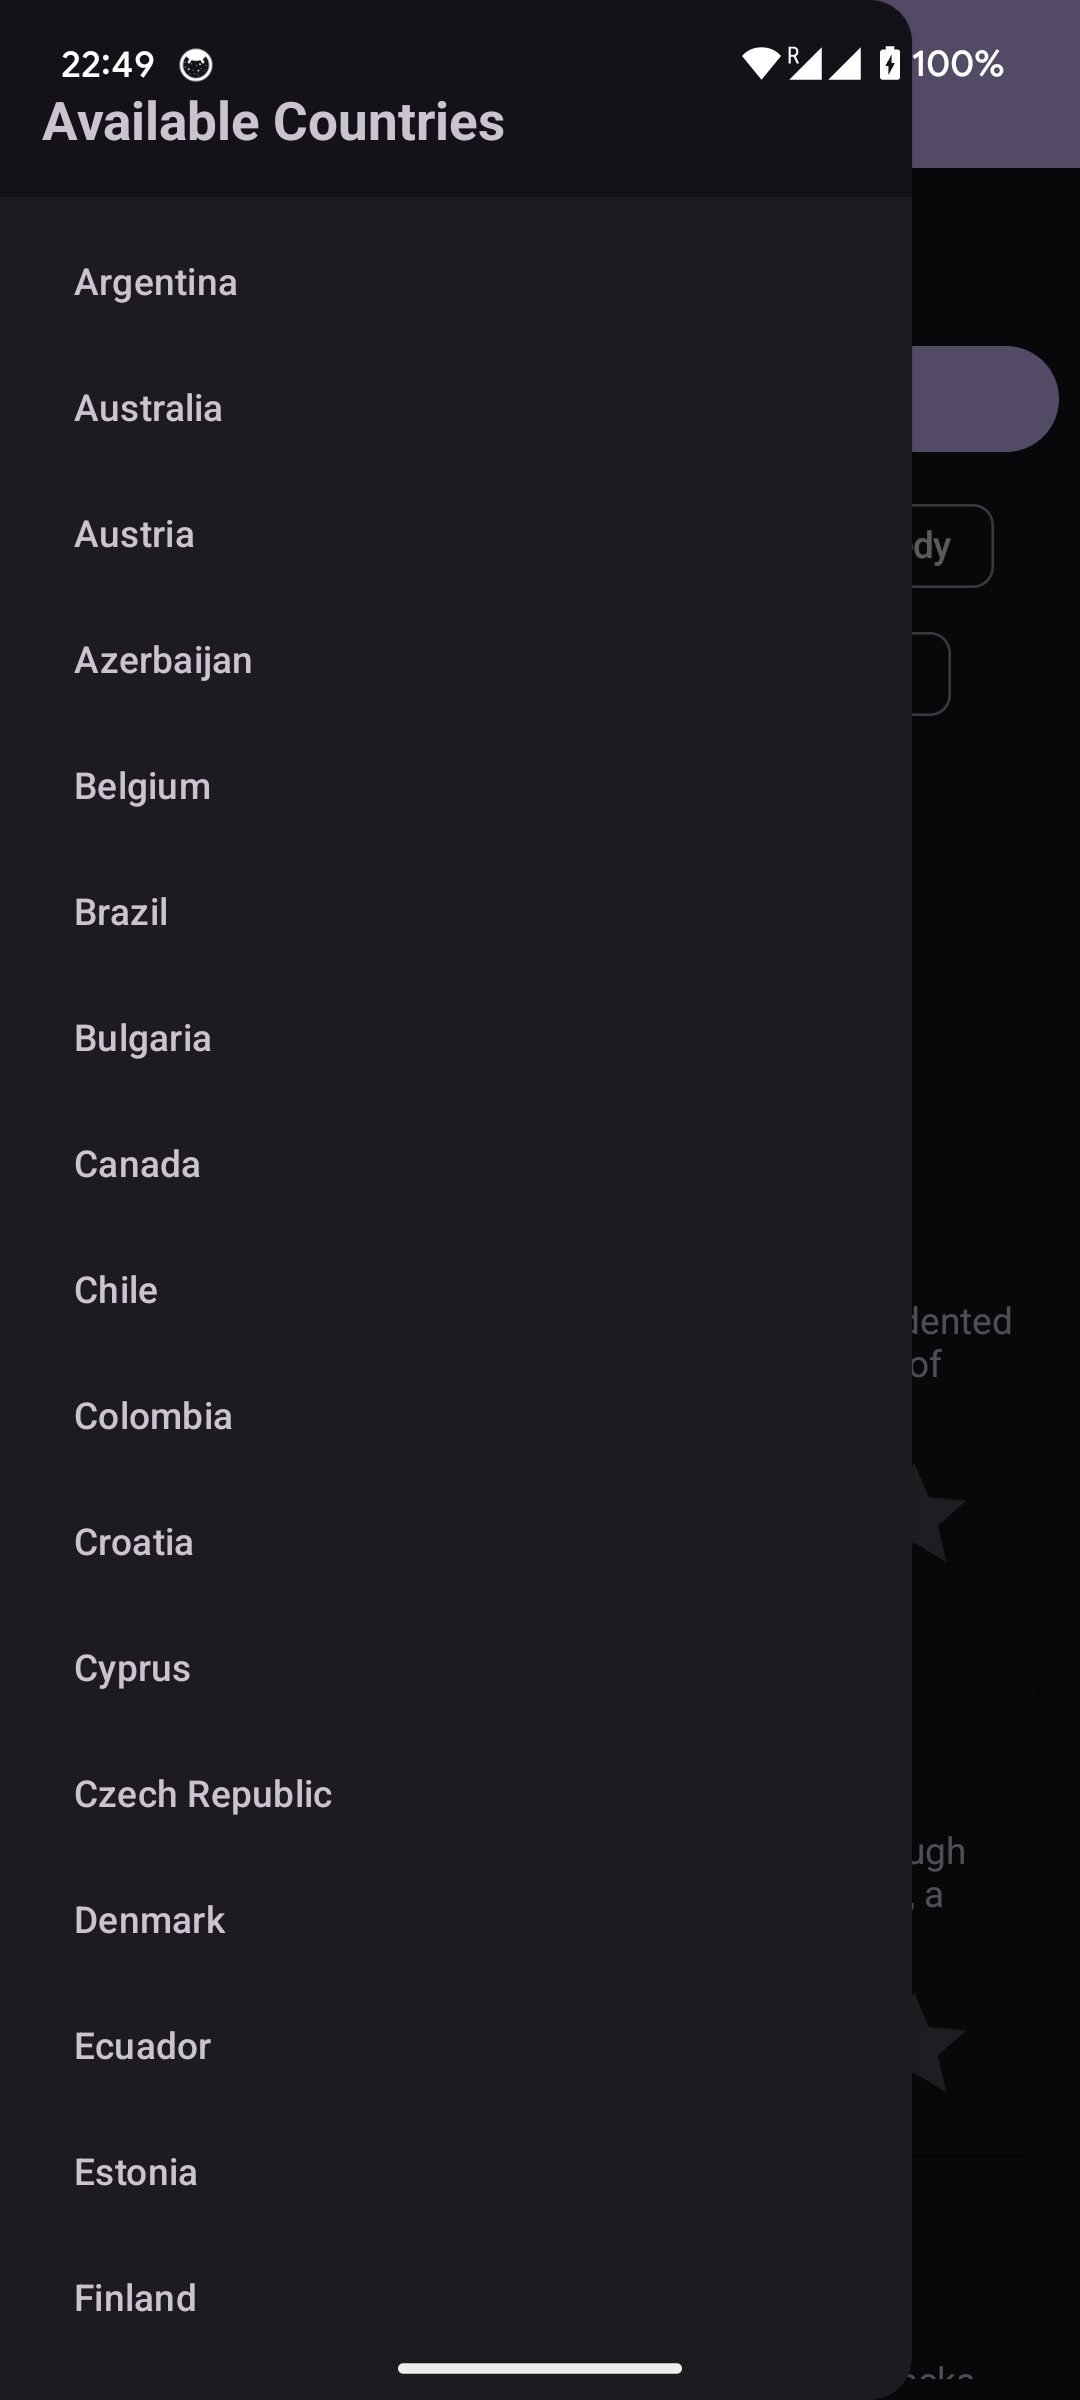 22:49 R 100%
Available Countries
Argentina
Australia
Austria
Azerbaijan
Belgium
Brazil
Bulgaria
Canada
Chile
Colombia
Croatia
Cyprus
Czech Republic
Denmark
Ecuador
Estonia
Finland
dy
dented
of
ugh
, a